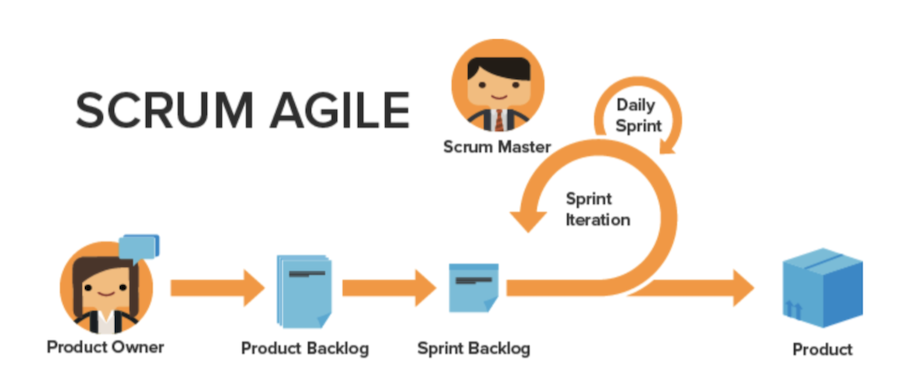 SCRUM AGILE
Scrum Master
Daily
Sprint
Sprint
Iteration
Product Owner
Product Backlog
Sprint Backlog
Product